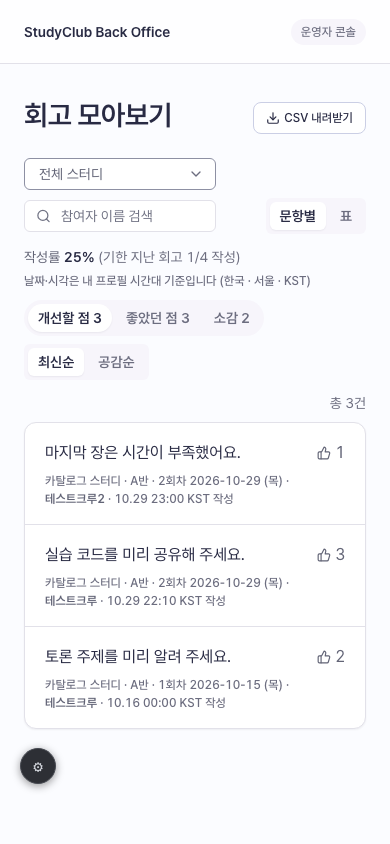 StudyClub Back Office
운영자 콘솔
회고 모아보기
CSV 내려받기
전체 스터디
참여자 이름 검색
문항별
표
작성률 25% (기한 지난 회고 1/4 작성)
날짜·시각은 내 프로필 시간대 기준입니다 (한국 · 서울 · KST)
개선할 점 3
좋았던 점 3
소감 2
최신순
공감순
총 3건
마지막 장은 시간이 부족했어요.
1
카탈로그 스터디 · A반 · 2회차 2026-10-29 (목) ·
테스트크루2 · 10.29 23:00 KST 작성
실습 코드를 미리 공유해 주세요.
3
카탈로그 스터디 · A반 · 2회차 2026-10-29 (목) ·
테스트크루 · 10.29 22:10 KST 작성
토론 주제를 미리 알려 주세요.
2
카탈로그 스터디 · A반 · 1회차 2026-10-15 (목) ·
테스트크루 · 10.16 00:00 KST 작성